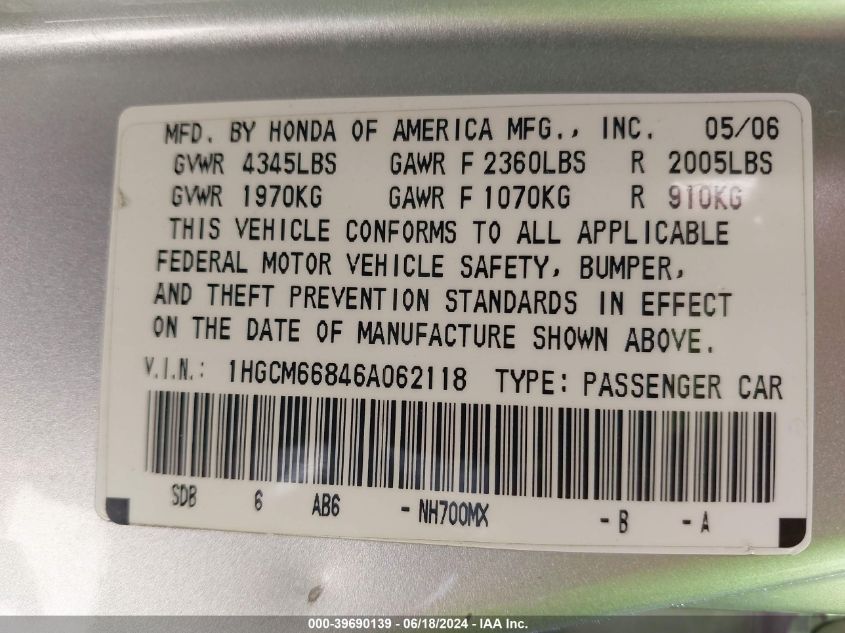 MFD. BY HONDA OF AMERICA MFG., INC. 05/06
GVWR 4345LBS GAWR F 2360LBS R 2005LBS
GVWR 1970KG GAWR F 1070KG R 910KG
THIS VEHICLE CONFORMS TO ALL APPLICABLE
FEDERAL MOTOR VEHICLE SAFETY, BUMPER,
AND THEFT PREVENTION STANDARDS IN EFFECT
ON THE DATE OF MANUFACTURE SHOWN ABOVE.
V.I.N.: 1HGCM66846A062118 TYPE: PASSENGER CAR
SDB 6 AB6 - NH700MX - B - A
000-39690139 - 06/18/2024 - IAA Inc.